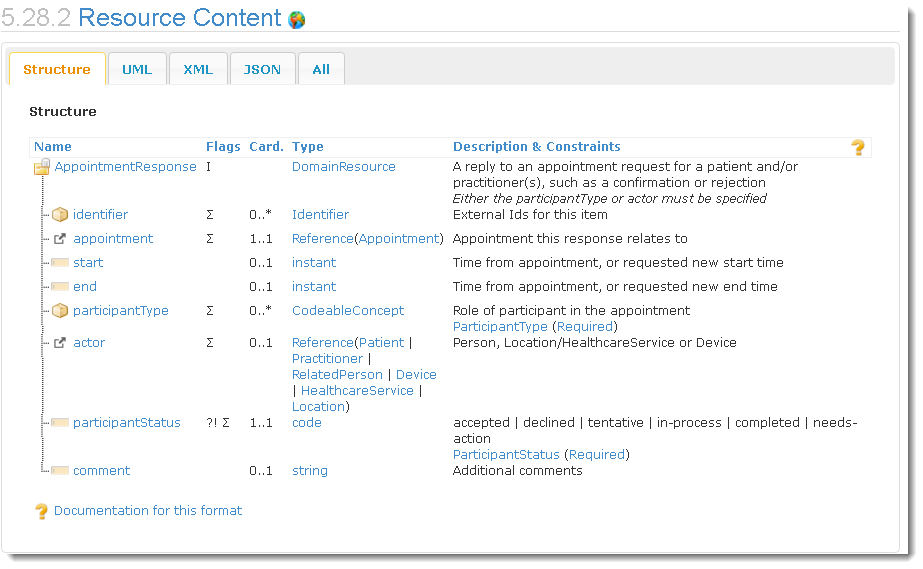 5.28.2 Resource Content
Structure UML XML JSON All
Structure
Name Flags Card. Type Description & Constraints
AppointmentResponse I DomainResource A reply to an appointment request for a patient and/or
practitioner(s), such as a confirmation or rejection
Either the participantType or actor must be specified
identifier Σ 0..* Identifier External Ids for this item
appointment Σ 1..1 Reference(Appointment) Appointment this response relates to
start 0..1 instant Time from appointment, or requested new start time
end 0..1 instant Time from appointment, or requested new end time
participantType Σ 0..* CodeableConcept Role of participant in the appointment
ParticipantType (Required)
actor Σ 0..1 Reference(Patient | Person, Location/HealthcareService or Device
Practitioner |
RelatedPerson | Device
| HealthcareService |
Location)
participantStatus ?! Σ 1..1 code accepted | declined | tentative | in-process | completed | needs-
action
ParticipantStatus (Required)
comment 0..1 string Additional comments
Documentation for this format